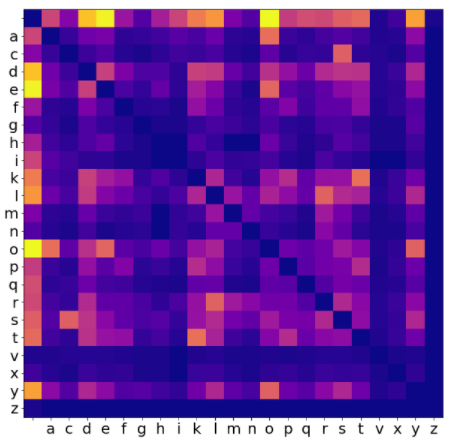 a
c
d
e
f
g
h
i
k
l
m
n
o
p
q
r
s
t
v
x
y
z
a c d e f g h i k l m n o p q r s t v x y z